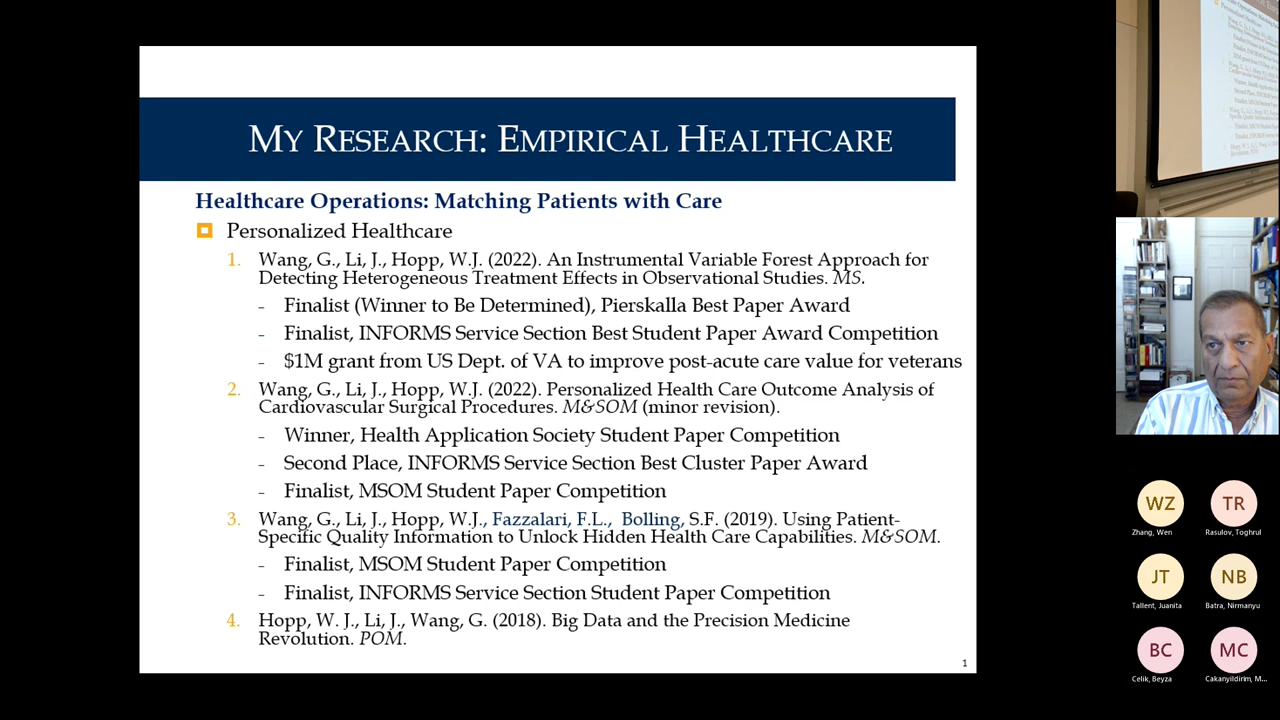 MY RESEARCH: EMPIRICAL HEALTHCARE
Healthcare Operations: Matching Patients with Care
Personalized Healthcare
1. Wang, G., Li, J., Hopp, W.J. (2022). An Instrumental Variable Forest Approach for
Detecting Heterogeneous Treatment Effects in Observational Studies. MS.
- Finalist (Winner to Be Determined), Pierskalla Best Paper Award
- Finalist, INFORMS Service Section Best Student Paper Award Competition
- $1M grant from US Dept. of VA to improve post-acute care value for veterans
2. Wang, G., Li, J., Hopp, W.J. (2022). Personalized Health Care Outcome Analysis of
Cardiovascular Surgical Procedures. M&SOM (minor revision).
- Winner, Health Application Society Student Paper Competition
- Second Place, INFORMS Service Section Best Cluster Paper Award
- Finalist, MSOM Student Paper Competition
3. Wang, G., Li, J., Hopp, W.J., Fazzalari, F.L., Bolling, S.F. (2019). Using Patient-
Specific Quality Information to Unlock Hidden Health Care Capabilities. M&SOM.
- Finalist, MSOM Student Paper Competition
- Finalist, INFORMS Service Section Student Paper Competition
4. Hopp, W. J., Li, J., Wang, G. (2018). Big Data and the Precision Medicine
Revolution. POM.
1
WZ
Zhang, Wen
TR
Rasulov, Toghrul
JT
Tallent, Juanita
NB
Batra, Nirmanyu
BC
Celik, Beyza
MC
Cakanyildirim, M...